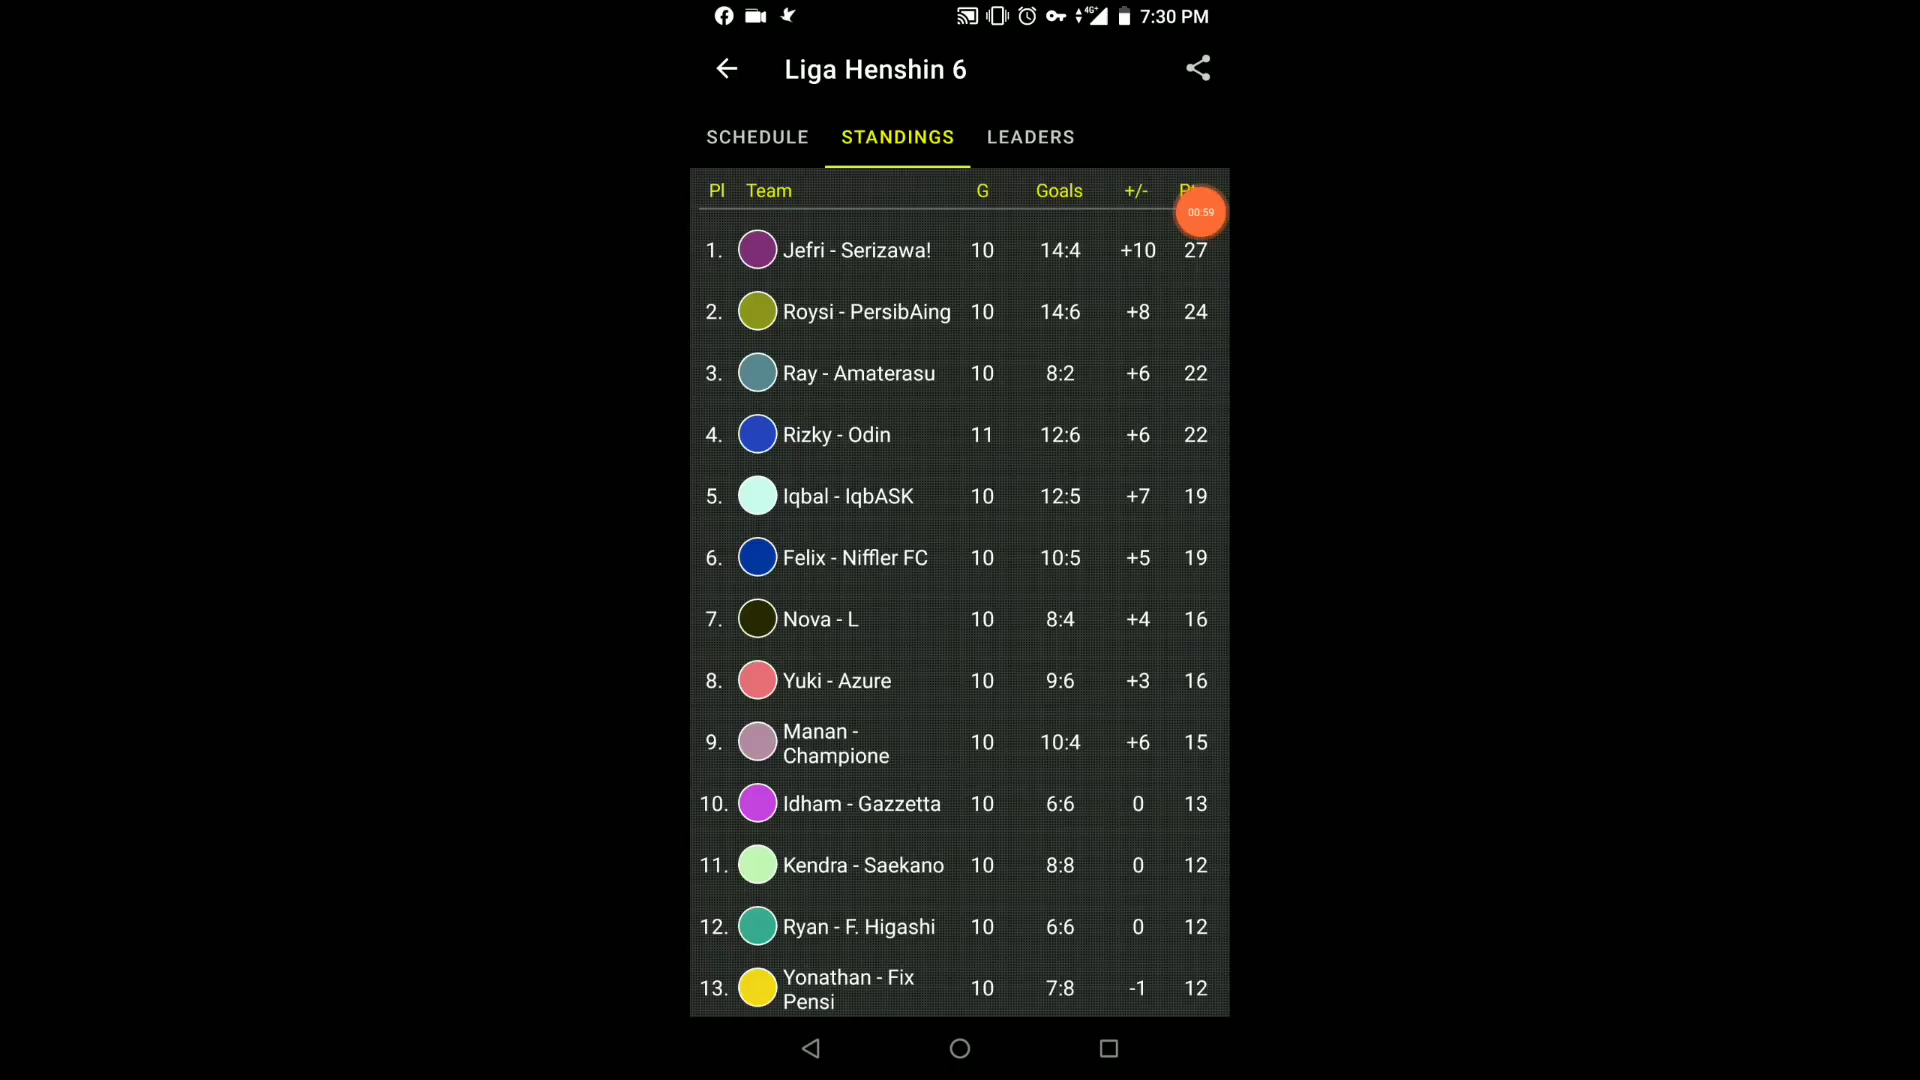 4G+ 7:30 PM
Liga Henshin 6
SCHEDULE STANDINGS LEADERS
Pl Team G Goals +/-
00:59
1. Jefri - Serizawa! 10 14:4 +10 27
2. Roysi - PersibAing 10 14:6 +8 24
3. Ray - Amaterasu 10 8:2 +6 22
4. Rizky - Odin 11 12:6 +6 22
5. Iqbal - IqbASK 10 12:5 +7 19
6. Felix - Niffler FC 10 10:5 +5 19
7. Nova - L 10 8:4 +4 16
8. Yuki - Azure 10 9:6 +3 16
9. Manan -
Champione 10 10:4 +6 15
10. Idham - Gazzetta 10 6:6 0 13
11. Kendra - Saekano 10 8:8 0 12
12. Ryan - F. Higashi 10 6:6 0 12
13. Yonathan - Fix
Pensi 10 7:8 -1 12